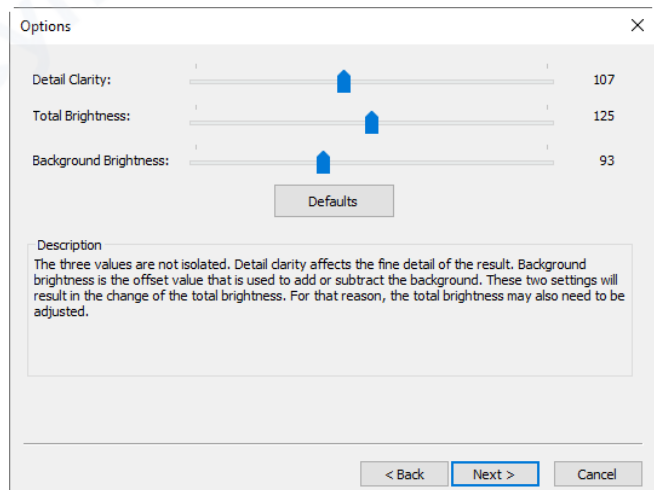 Options
Detail Clarity: 107
Total Brightness: 125
Background Brightness: 93
Defaults
Description
The three values are not isolated. Detail clarity affects the fine detail of the result. Background
brightness is the offset value that is used to add or subtract the background. These two settings will
result in the change of the total brightness. For that reason, the total brightness may also need to be
adjusted.
< Back Next > Cancel